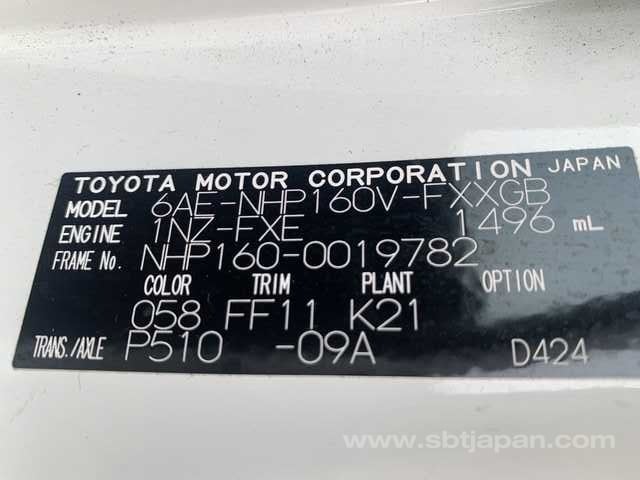 TOYOTA MOTOR CORPORATION JAPAN
MODEL 6AE-NHP160V-FXXGB
ENGINE 1NZ-FXE 1496 mL
FRAME No. NHP160-0019782
COLOR TRIM PLANT OPTION
058 FF11 K21
TRANS./AXLE P510 -09A D424
www.sbtjapan.com